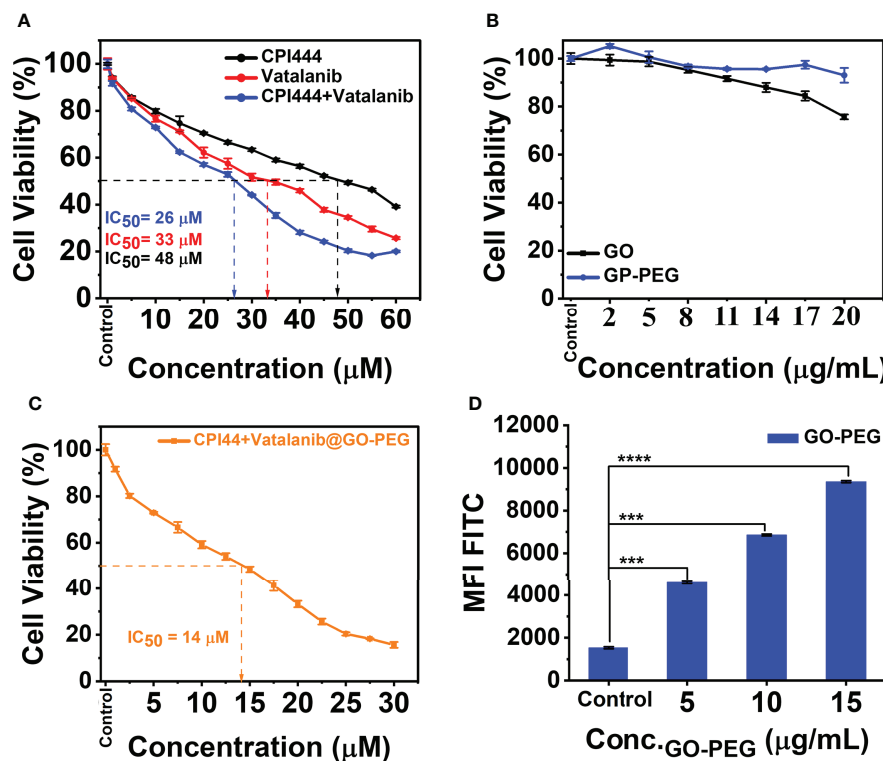 A
CPI444
Vatalanib
CPI444+Vatalanib
Cell Viability (%)
100
80
60
40
20
0
IC50= 26 μM
IC50= 33 μM
IC50= 48 μM
Control 10 20 30 40 50 60
Concentration (μM)
B
Cell Viability (%)
100
80
60
40
20
0
GO
GP-PEG
Control 2 5 8 11 14 17 20
Concentration (μg/mL)
C
CPI44+Vatalanib@GO-PEG
Cell Viability (%)
100
80
60
40
20
0
IC50 = 14 μM
Control 5 10 15 20 25 30
Concentration (μM)
D
GO-PEG
MFI FITC
12000
10000
8000
6000
4000
2000
0
****
***
***
Control 5 10 15
Conc.GO-PEG (μg/mL)